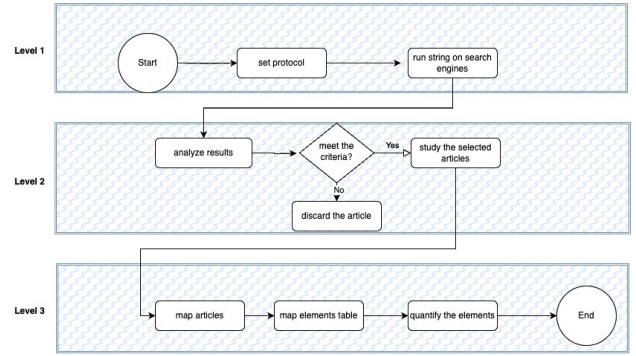 Level 1
Start
set protocol
run string on search
engines
Level 2
analyze results
meet the
criteria?
Yes
study the selected
articles
No
discard the article
Level 3
map articles
map elements table
quantify the elements
End